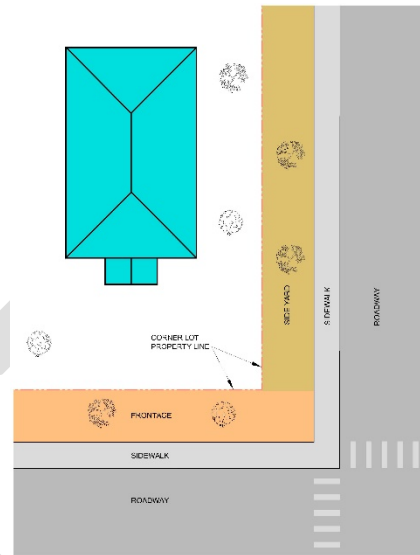 SIDE YARD
SIDEWALK
ROADWAY
CORNER LOT
PROPERTY LINE
FRONTAGE
SIDEWALK
ROADWAY